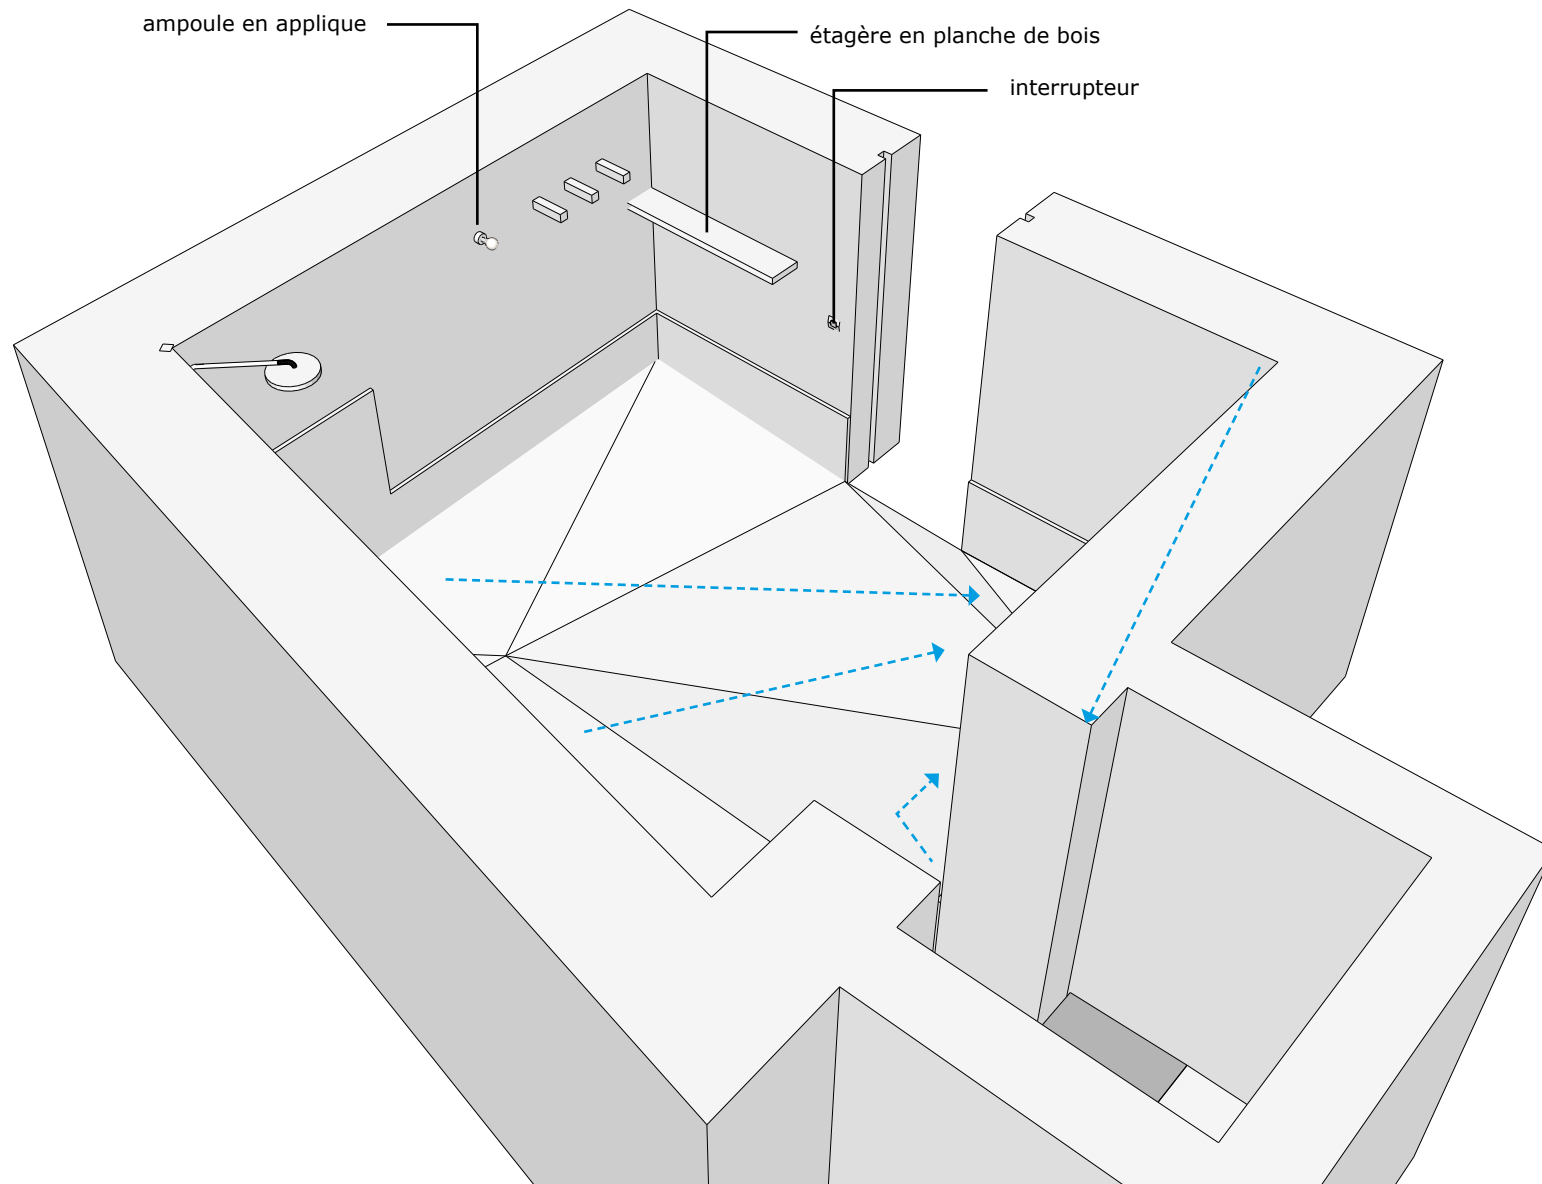 ampoule en applique
étagère en planche de bois
interrupteur